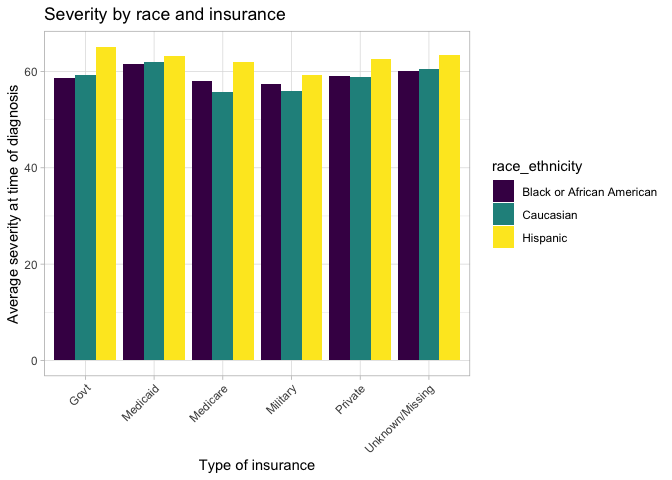 Severity by race and insurance
Average severity at time of diagnosis
60
40
20
0
Govt
Medicaid
Medicare
Military
Private
Unknown/Missing
Type of insurance
race_ethnicity
Black or African American
Caucasian
Hispanic